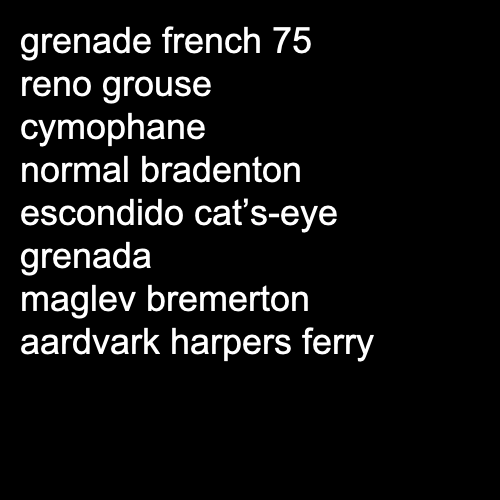 grenade french 75
reno grouse
cymophane
normal bradenton
escondido cat’s-eye
grenada
maglev bremerton
aardvark harpers ferry